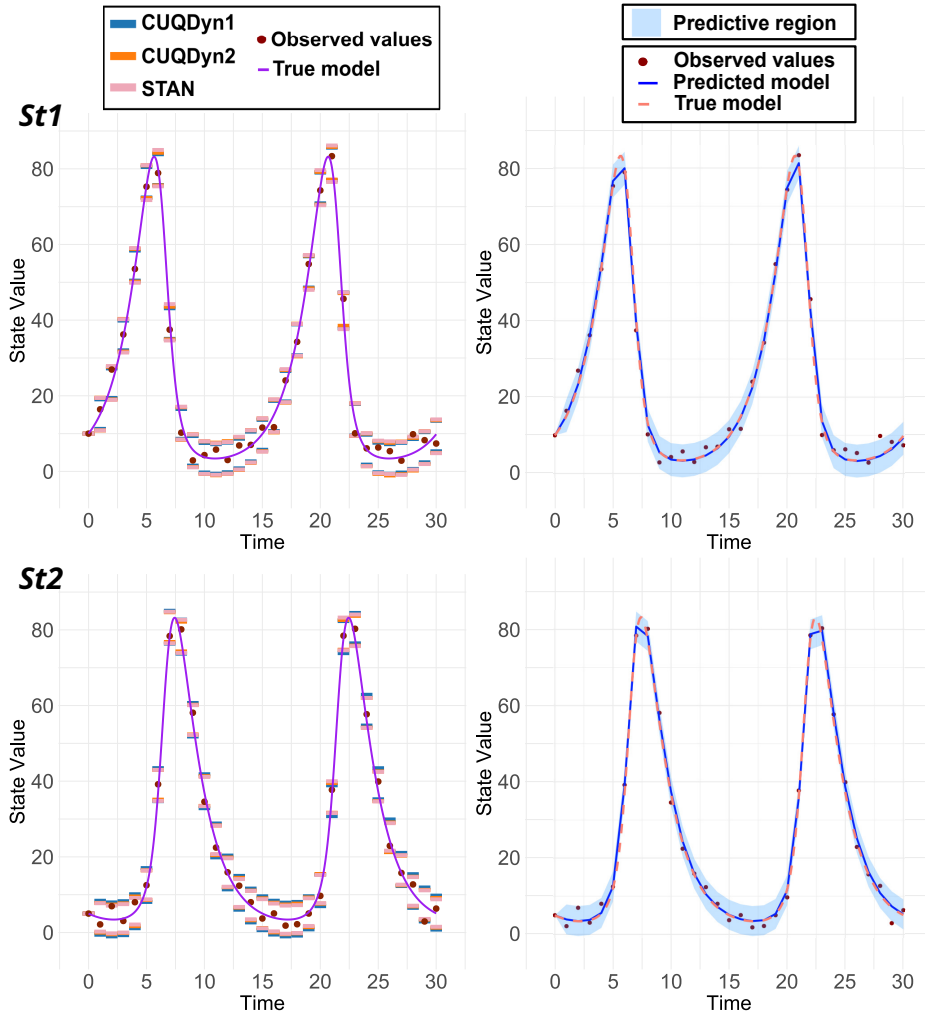 CUQDyn1
CUQDyn2
STAN
Observed values
True model
Predictive region
Observed values
Predicted model
True model
St1
State Value
80
60
40
20
0
0 5 10 15 20 25 30
Time
State Value
80
60
40
20
0
0 5 10 15 20 25 30
Time
St2
State Value
80
60
40
20
0
0 5 10 15 20 25 30
Time
State Value
80
60
40
20
0
0 5 10 15 20 25 30
Time